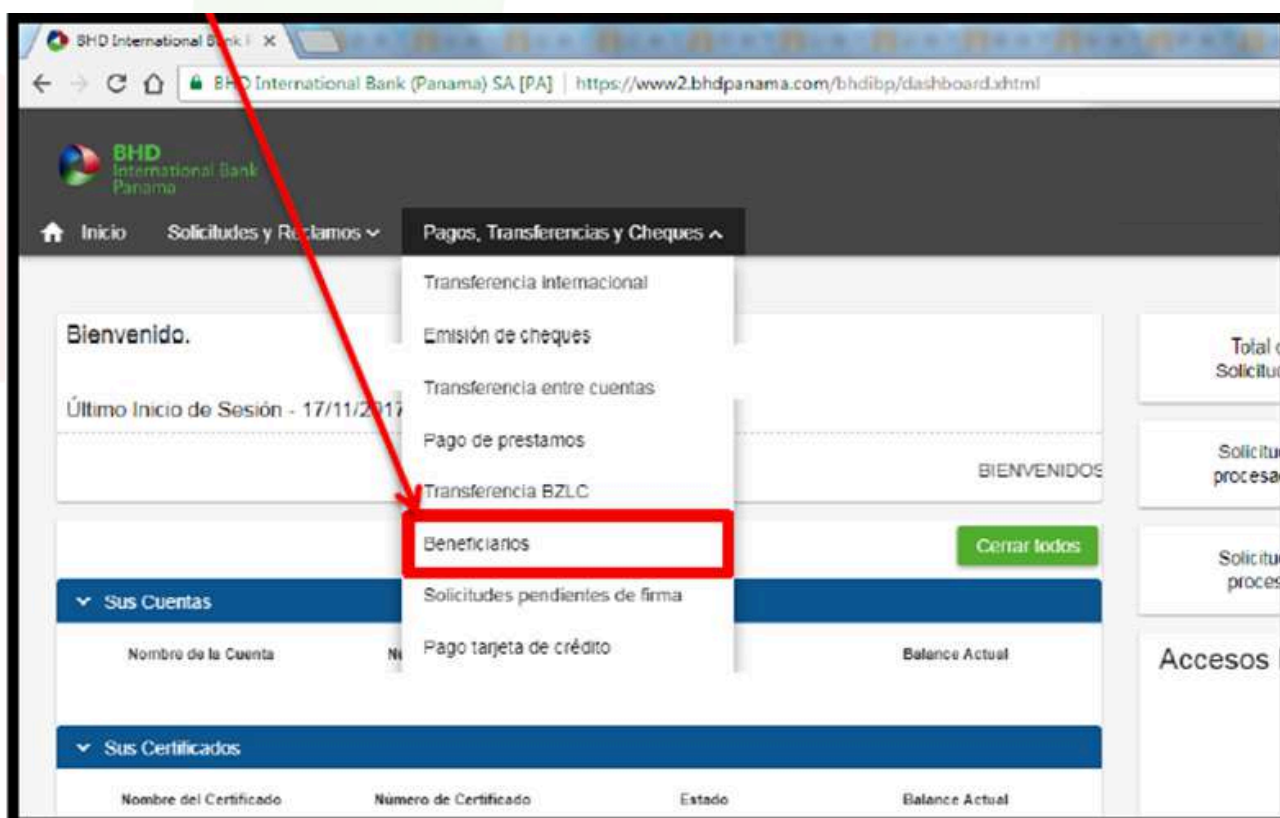 BHD International Bank
BHD International Bank (Panama) SA [PA] | https://www2.bhdpanama.com/bhdibp/dashboard.xhtml
BHD
International Bank
Panama
Inicio Solicitudes y Reclamos Pagos, Transferencias y Cheques
Transferencia internacional
Emisión de cheques
Transferencia entre cuentas
Pago de prestamos
Transferencia BZLC
Beneficiarios
Solicitudes pendientes de firma
Pago tarjeta de crédito
Bienvenido.
Último Inicio de Sesión - 17/11/2017
BIENVENIDOS
Cerrar todos
Sus Cuentas
Nombre de la Cuenta
Balance Actual
Sus Certificados
Nombre del Certificado Número de Certificado Estado Balance Actual
Total
Accesos